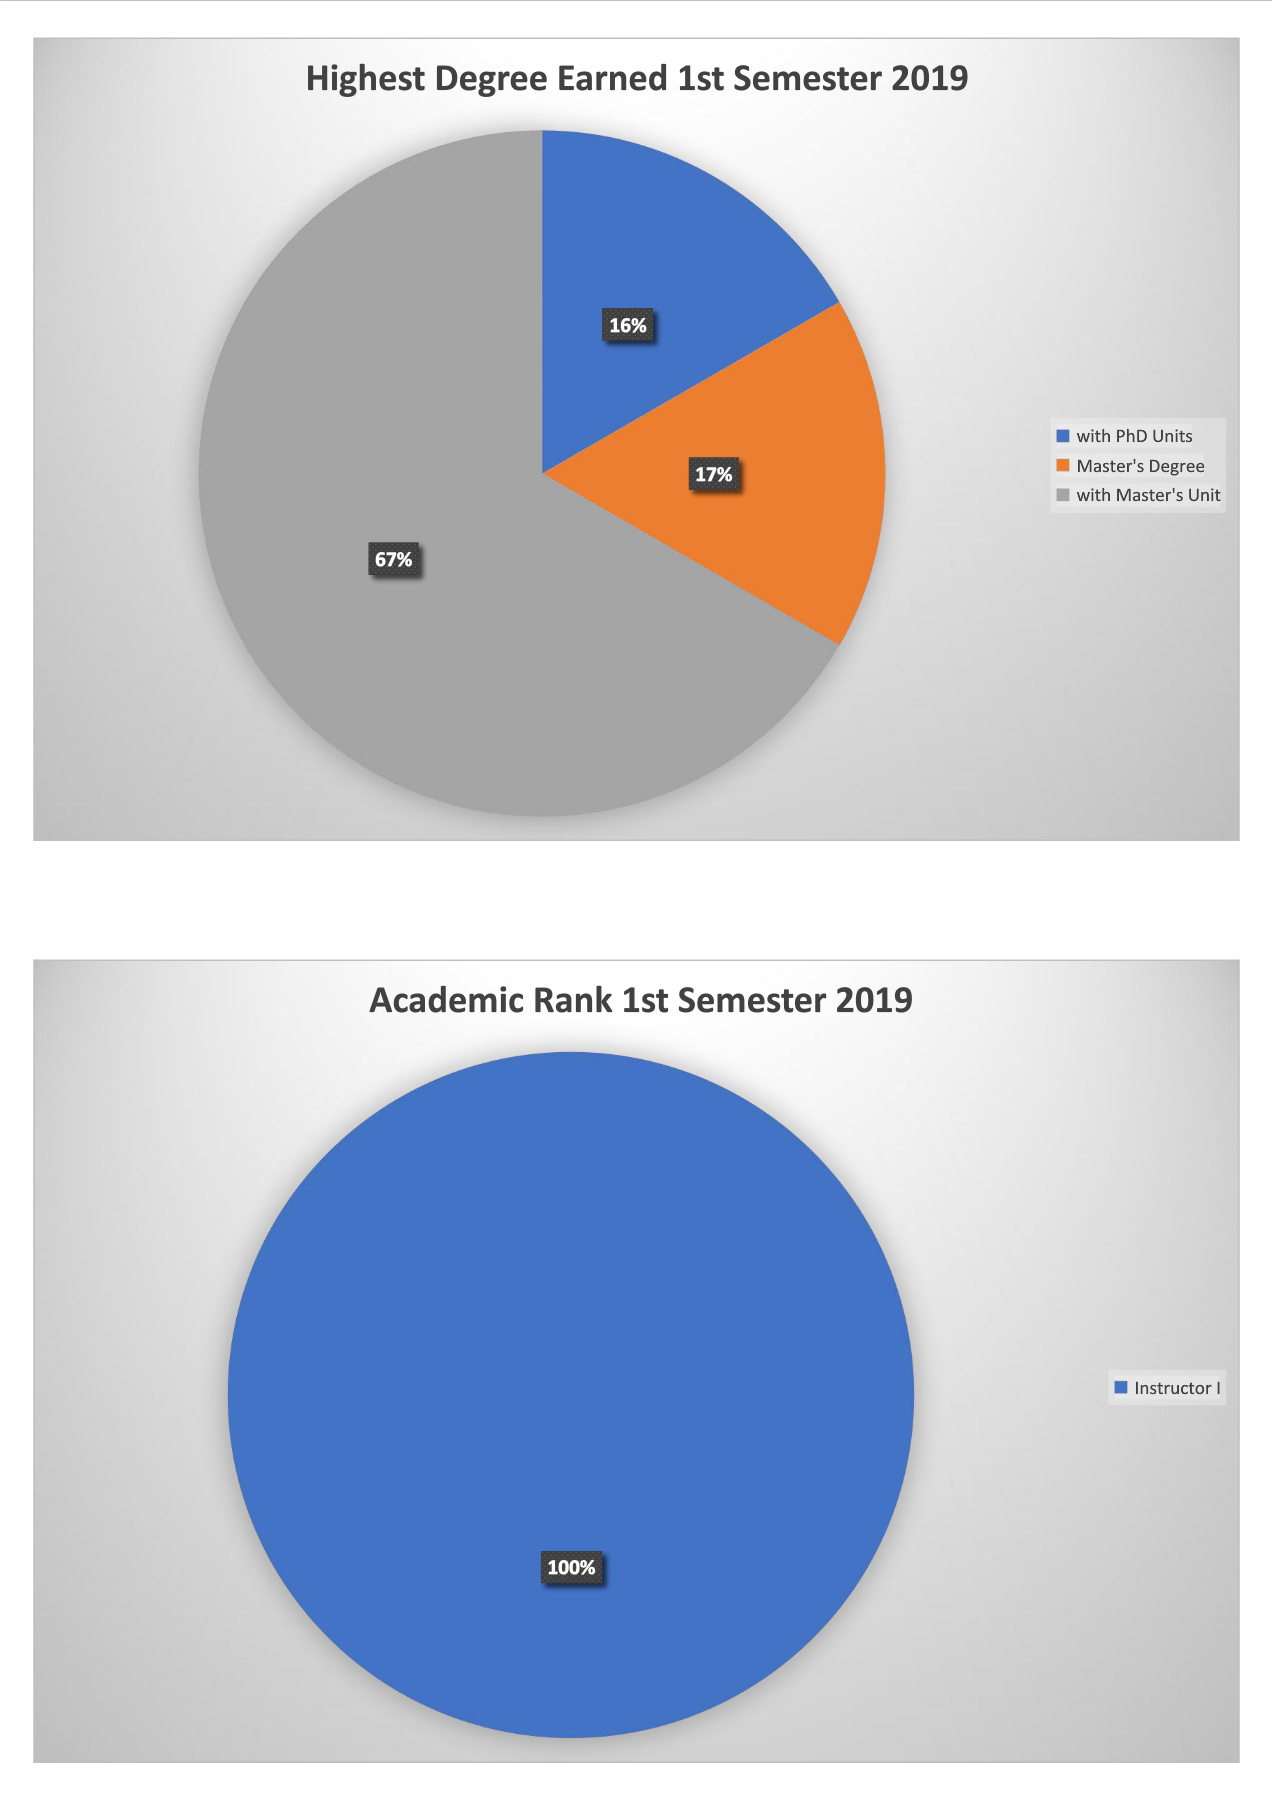 Highest Degree Earned 1st Semester 2019
16%
17%
67%
with PhD Units
Master's Degree
with Master's Unit
Academic Rank 1st Semester 2019
Instructor I
100%